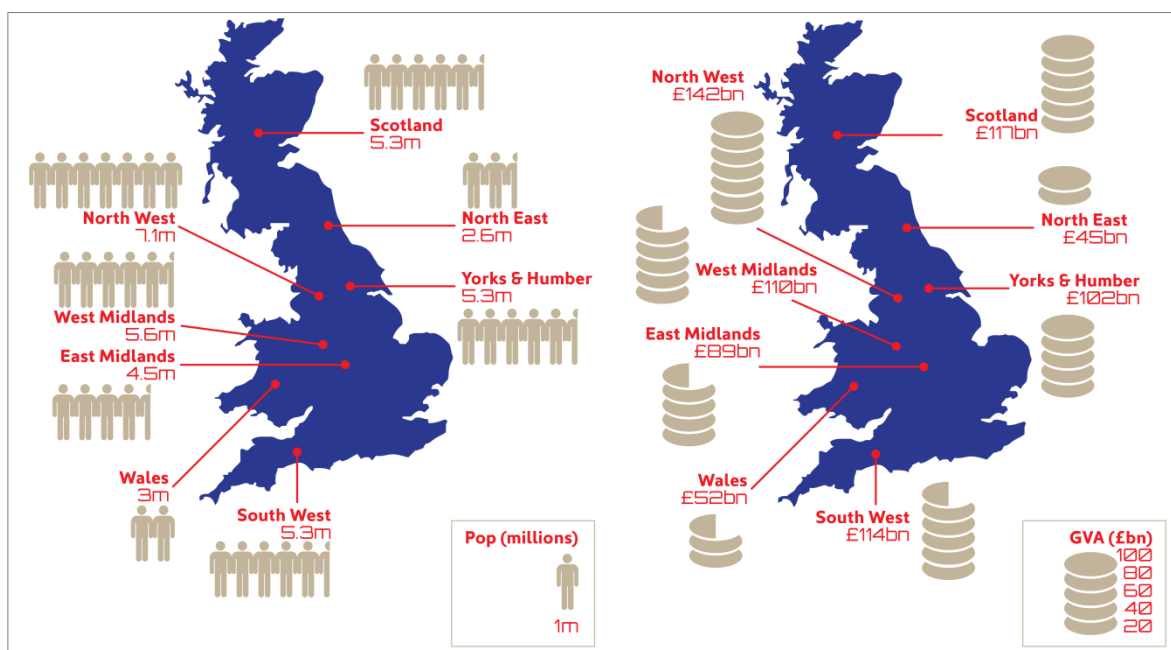 Scotland
5.3m
North West
7.1m
North East
2.6m
Yorks & Humber
5.3m
West Midlands
5.6m
East Midlands
4.5m
Wales
3m
South West
5.3m
Pop (millions)
1m
North West
£142bn
Scotland
£117bn
North East
£45bn
West Midlands
£110bn
Yorks & Humber
£102bn
East Midlands
£89bn
Wales
£52bn
South West
£114bn
GVA (£bn)
100
80
60
40
20